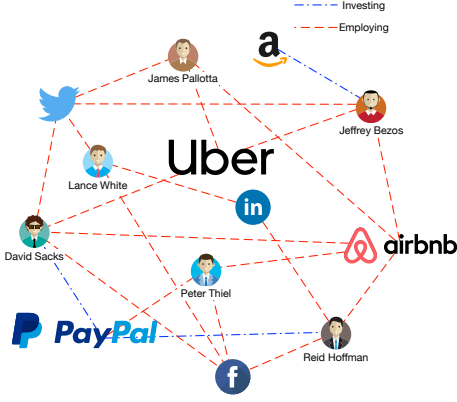 Investing
Employing
a
James Pallotta
Jeffrey Bezos
Uber
Lance White
in
David Sacks
airbnb
Peter Thiel
PayPal
Reid Hoffman
f